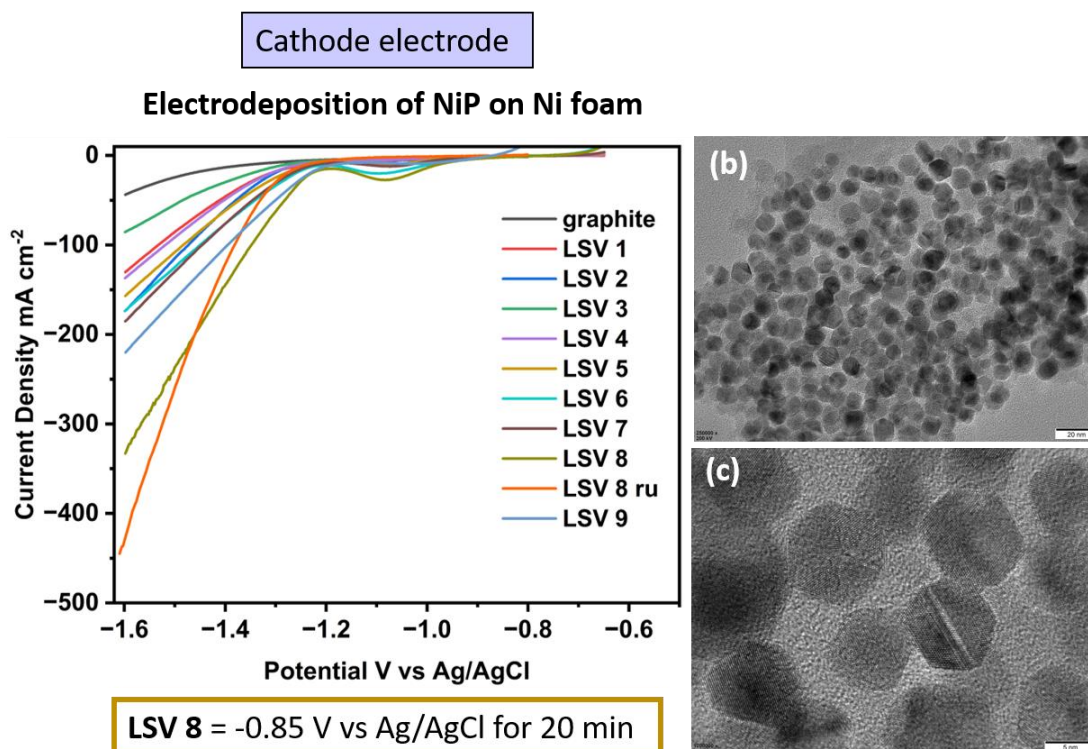 Cathode electrode
Electrodeposition of NiP on Ni foam
0
−100
−200
−300
−400
−500
Current Density mA cm⁻²
−1.6
−1.4
−1.2
−1.0
−0.8
−0.6
Potential V vs Ag/AgCl
graphite
LSV 1
LSV 2
LSV 3
LSV 4
LSV 5
LSV 6
LSV 7
LSV 8
LSV 8 ru
LSV 9
LSV 8 = -0.85 V vs Ag/AgCl for 20 min
(b)
20 nm
(c)
5 nm